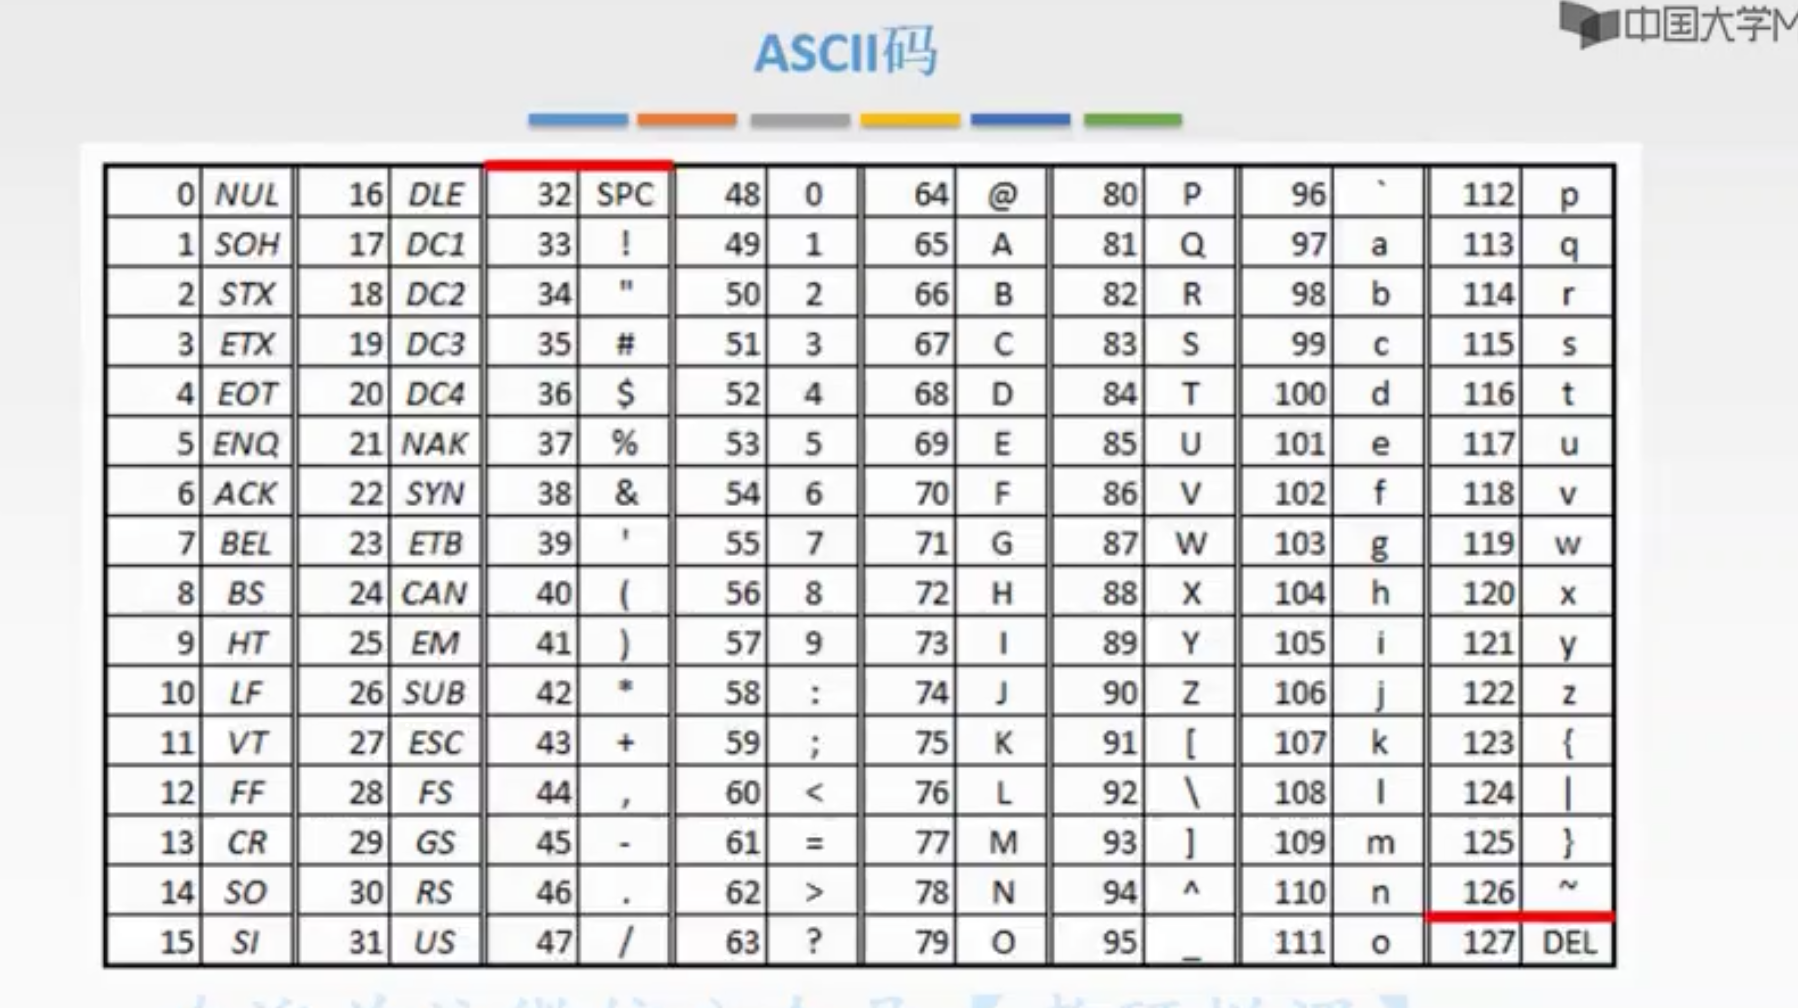 中国大学M
ASCII码
0 NUL 16 DLE 32 SPC 48 0 64 @ 80 P 96 ` 112 p
1 SOH 17 DC1 33 ! 49 1 65 A 81 Q 97 a 113 q
2 STX 18 DC2 34 " 50 2 66 B 82 R 98 b 114 r
3 ETX 19 DC3 35 # 51 3 67 C 83 S 99 c 115 s
4 EOT 20 DC4 36 $ 52 4 68 D 84 T 100 d 116 t
5 ENQ 21 NAK 37 % 53 5 69 E 85 U 101 e 117 u
6 ACK 22 SYN 38 & 54 6 70 F 86 V 102 f 118 v
7 BEL 23 ETB 39 ' 55 7 71 G 87 W 103 g 119 w
8 BS 24 CAN 40 ( 56 8 72 H 88 X 104 h 120 x
9 HT 25 EM 41 ) 57 9 73 I 89 Y 105 i 121 y
10 LF 26 SUB 42 * 58 : 74 J 90 Z 106 j 122 z
11 VT 27 ESC 43 + 59 ; 75 K 91 [ 107 k 123 {
12 FF 28 FS 44 , 60 < 76 L 92 \ 108 l 124 |
13 CR 29 GS 45 - 61 = 77 M 93 ] 109 m 125 }
14 SO 30 RS 46 . 62 > 78 N 94 ^ 110 n 126 ~
15 SI 31 US 47 / 63 ? 79 O 95 _ 111 o 127 DEL